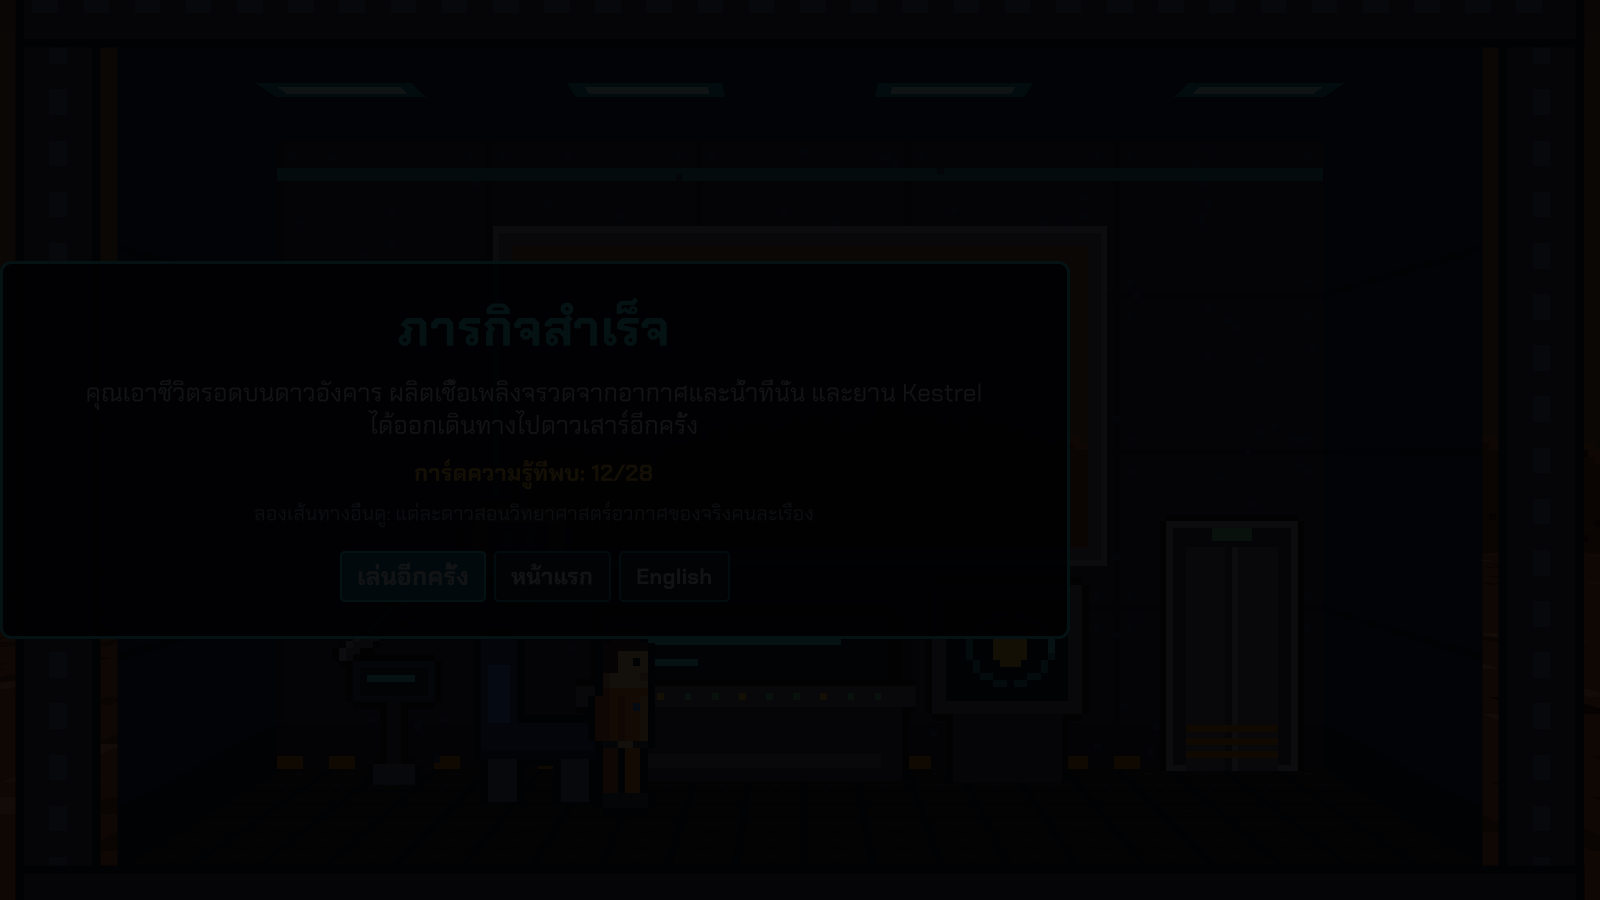 ภารกิจสำเร็จ
คุณเอาชีวิตรอดบนดาวอังคาร ผลิตเชื้อเพลิงจรวดจากอากาศและน้ำที่นั่น และยาน Kestrel
ได้ออกเดินทางไปดาวเสาร์อีกครั้ง
การ์ดความรู้ที่พบ: 12/28
ลองเส้นทางอื่นดู: แต่ละดาวสอนวิทยาศาสตร์อวกาศของจริงคนละเรื่อง
เล่นอีกครั้ง
หน้าแรก
English